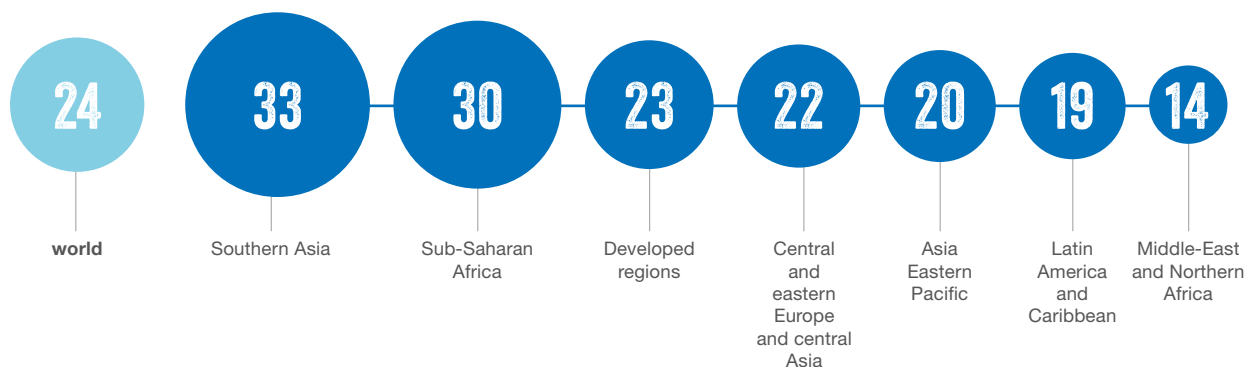 24
33
30
23
22
20
19
14
world
Southern Asia
Sub-Saharan
Africa
Developed
regions
Central
and
eastern
Europe
and central
Asia
Asia
Eastern
Pacific
Latin
America
and
Caribbean
Middle-East
and Northern
Africa